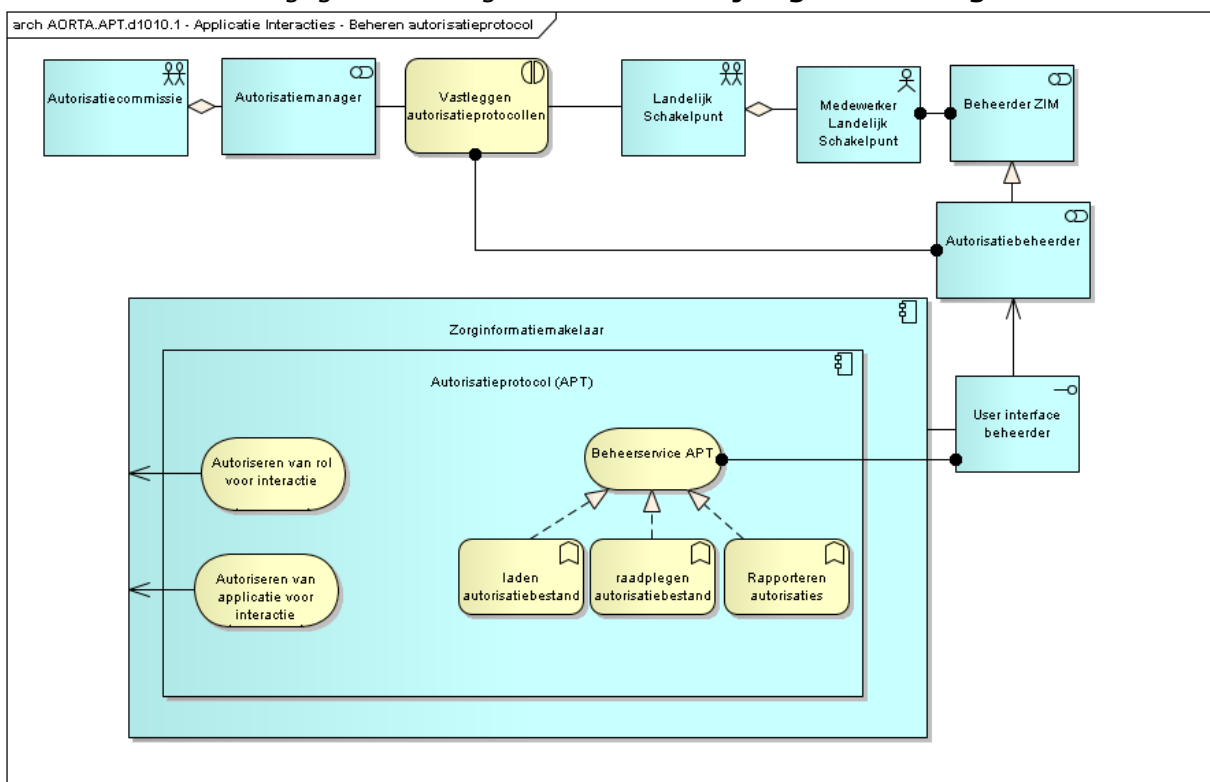 arch AORTA.APT.d1010.1 - Applicatie Interacties - Beheren autorisatieprotocol
Autorisatiecommissie
Autorisatiemanager
Vastleggen
autorisatieprotocollen
Landelijk
Schakelpunt
Medewerker
Landelijk
Schakelpunt
Beheerder ZIM
Autorisatiebeheerder
Zorginformatiemakelaar
Autorisatieprotocol (APT)
User interface
beheerder
Autoriseren van rol
voor interactie
Beheerservice APT
Autoriseren van
applicatie voor
interactie
laden
autorisatiebestand
raadplegen
autorisatiebestand
Rapporteren
autorisaties